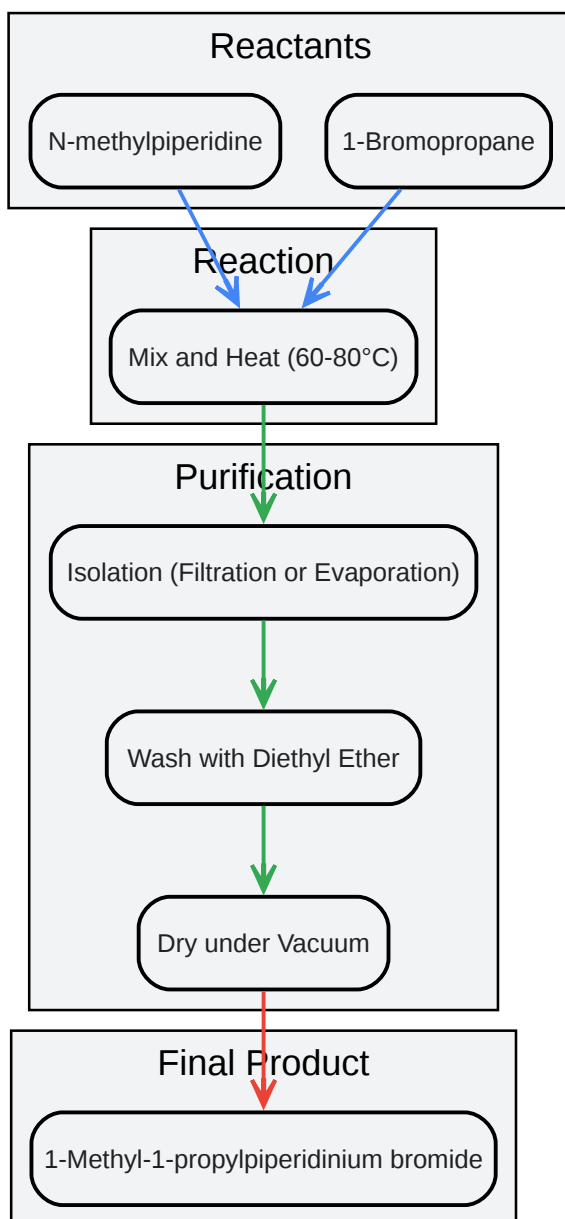 Reactants
N-methylpiperidine
1-Bromopropane
Reaction
Mix and Heat (60-80°C)
Purification
Isolation (Filtration or Evaporation)
Wash with Diethyl Ether
Dry under Vacuum
Final Product
1-Methyl-1-propylpiperidinium bromide